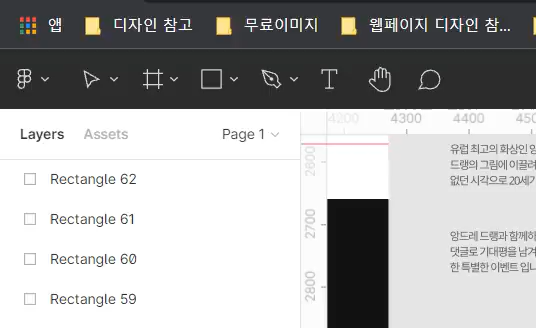 앱 디자인 참고 무료이미지 웹페이지 디자인 참...
T
4200 4300 4400 450
Layers Assets Page 1
Rectangle 62
Rectangle 61
Rectangle 60
Rectangle 59
2600
2700
2800
유럽 최고의 화상인 앙
드랭의 그림에 이끌려
없던 시각으로 20세기
앙드레 드랭과 함께하
댓글로 기대평을 남겨
한 특별한 이벤트 입니